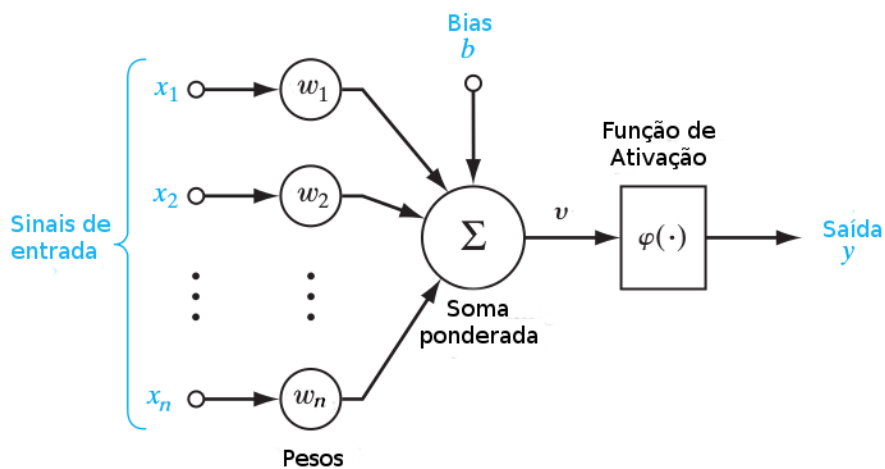 Bias
b
x1
w1
Função de
Ativação
x2
w2
Sinais de
entrada
Σ
v
φ(·)
Saída
y
Soma
ponderada
xn
wn
Pesos